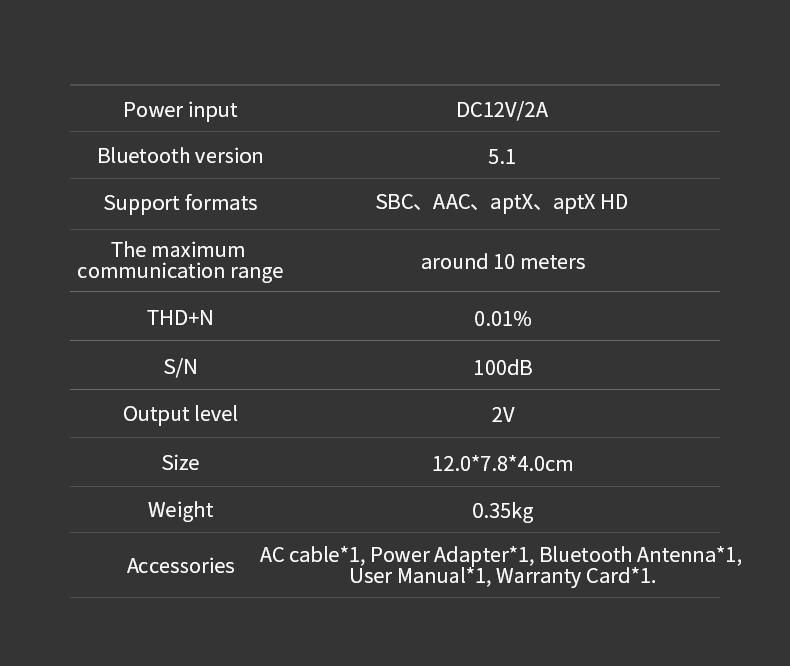 Power input DC12V/2A
Bluetooth version 5.1
Support formats SBC、AAC、aptX、aptX HD
The maximum
communication range around 10 meters
THD+N 0.01%
S/N 100dB
Output level 2V
Size 12.0*7.8*4.0cm
Weight 0.35kg
Accessories AC cable*1, Power Adapter*1, Bluetooth Antenna*1,
User Manual*1, Warranty Card*1.